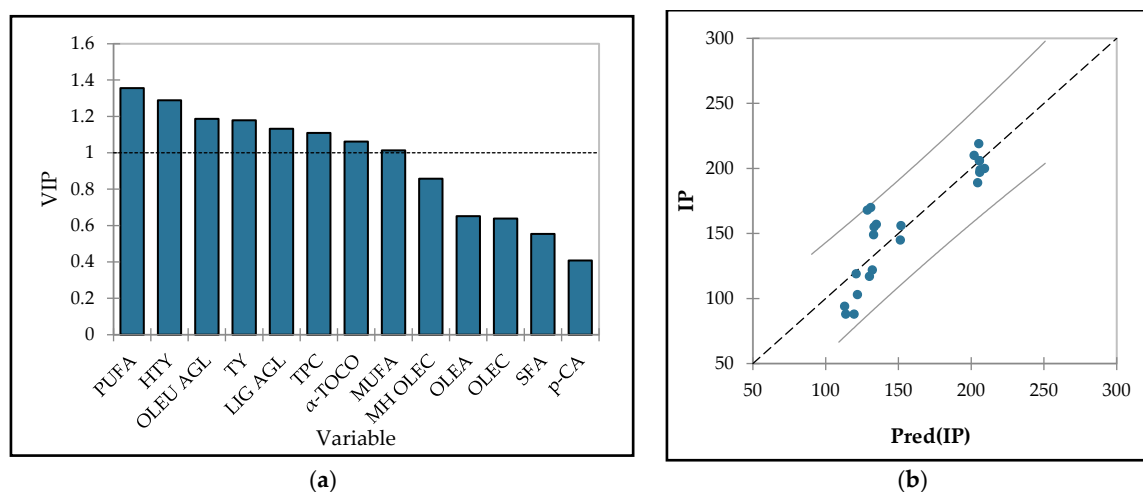 1.6
1.4
1.2
1
0.8
0.6
0.4
0.2
0
VIP
PUFA
HTY
OLEU AGL
TY
LIG AGL
TPC
α-TOCO
MUFA
MH OLEC
OLEA
OLEC
SFA
p-CA
Variable
(a)
300
250
200
150
100
50
IP
50 100 150 200 250 300
Pred(IP)
(b)